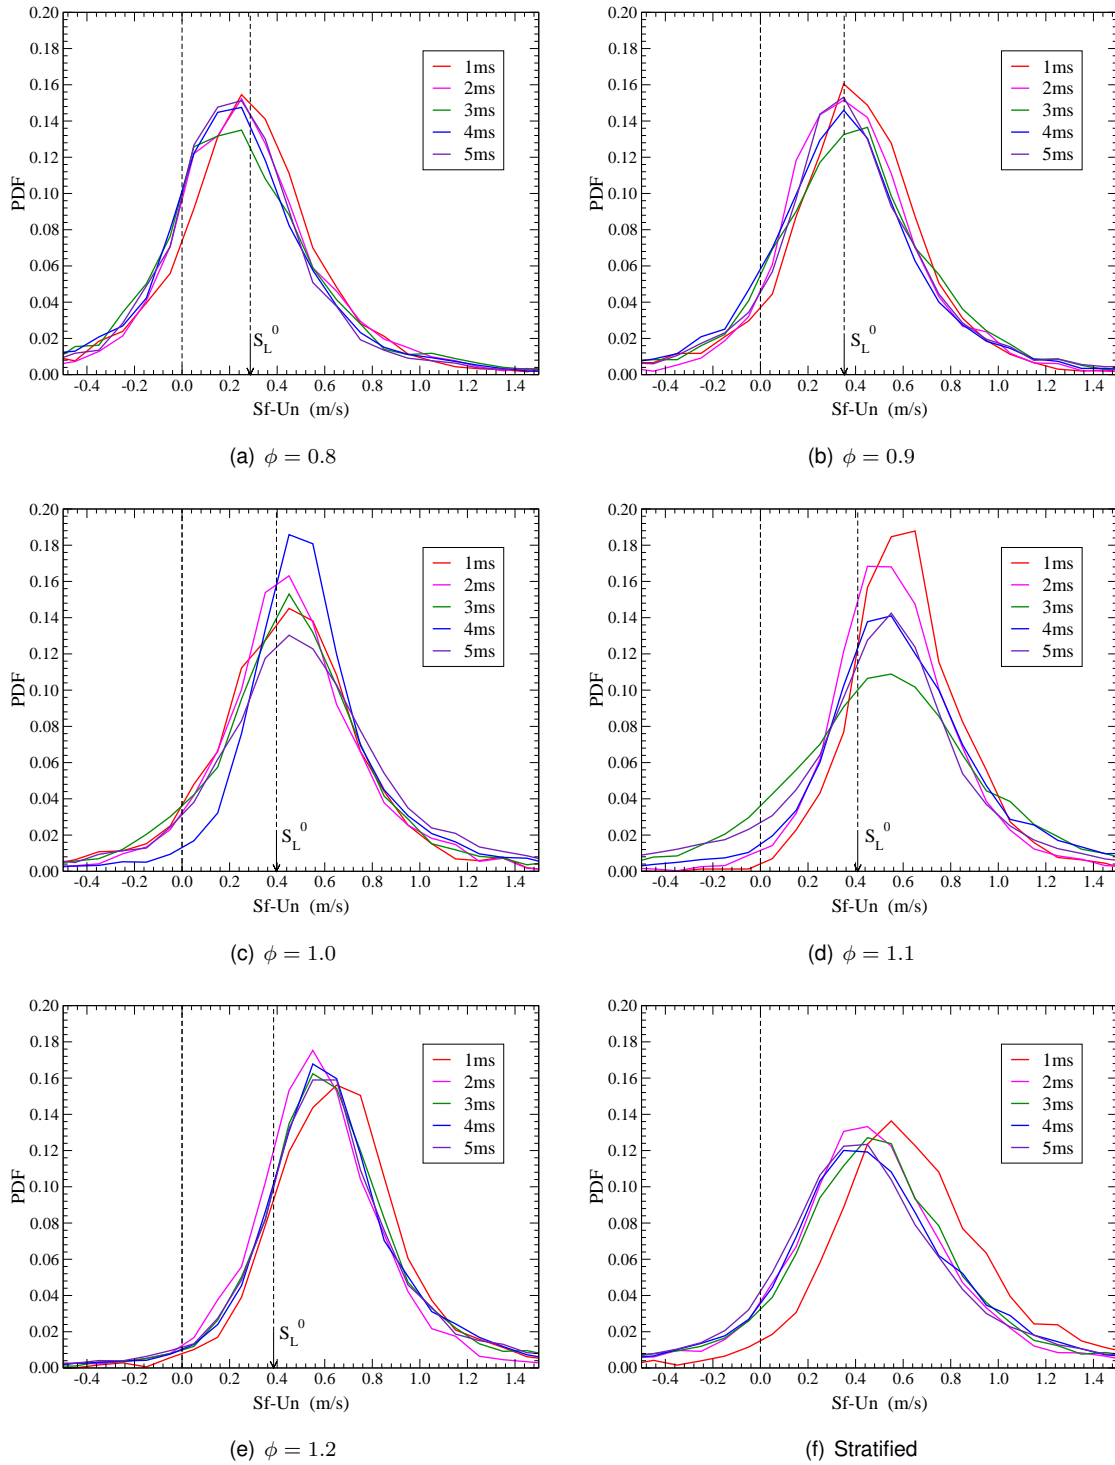 0.20
0.18
0.16
0.14
0.12
0.10
0.08
0.06
0.04
0.02
0.00
PDF
1ms
2ms
3ms
4ms
5ms
S_L^0
-0.4 -0.2 0.0 0.2 0.4 0.6 0.8 1.0 1.2 1.4
Sf-Un (m/s)
(a) ϕ = 0.8
0.20
0.18
0.16
0.14
0.12
0.10
0.08
0.06
0.04
0.02
0.00
PDF
1ms
2ms
3ms
4ms
5ms
S_L^0
-0.4 -0.2 0.0 0.2 0.4 0.6 0.8 1.0 1.2 1.4
Sf-Un (m/s)
(b) ϕ = 0.9
0.20
0.18
0.16
0.14
0.12
0.10
0.08
0.06
0.04
0.02
0.00
PDF
1ms
2ms
3ms
4ms
5ms
S_L^0
-0.4 -0.2 0.0 0.2 0.4 0.6 0.8 1.0 1.2 1.4
Sf-Un (m/s)
(c) ϕ = 1.0
0.20
0.18
0.16
0.14
0.12
0.10
0.08
0.06
0.04
0.02
0.00
PDF
1ms
2ms
3ms
4ms
5ms
S_L^0
-0.4 -0.2 0.0 0.2 0.4 0.6 0.8 1.0 1.2 1.4
Sf-Un (m/s)
(d) ϕ = 1.1
0.20
0.18
0.16
0.14
0.12
0.10
0.08
0.06
0.04
0.02
0.00
PDF
1ms
2ms
3ms
4ms
5ms
S_L^0
-0.4 -0.2 0.0 0.2 0.4 0.6 0.8 1.0 1.2 1.4
Sf-Un (m/s)
(e) ϕ = 1.2
0.20
0.18
0.16
0.14
0.12
0.10
0.08
0.06
0.04
0.02
0.00
PDF
1ms
2ms
3ms
4ms
5ms
-0.4 -0.2 0.0 0.2 0.4 0.6 0.8 1.0 1.2 1.4
Sf-Un (m/s)
(f) Stratified